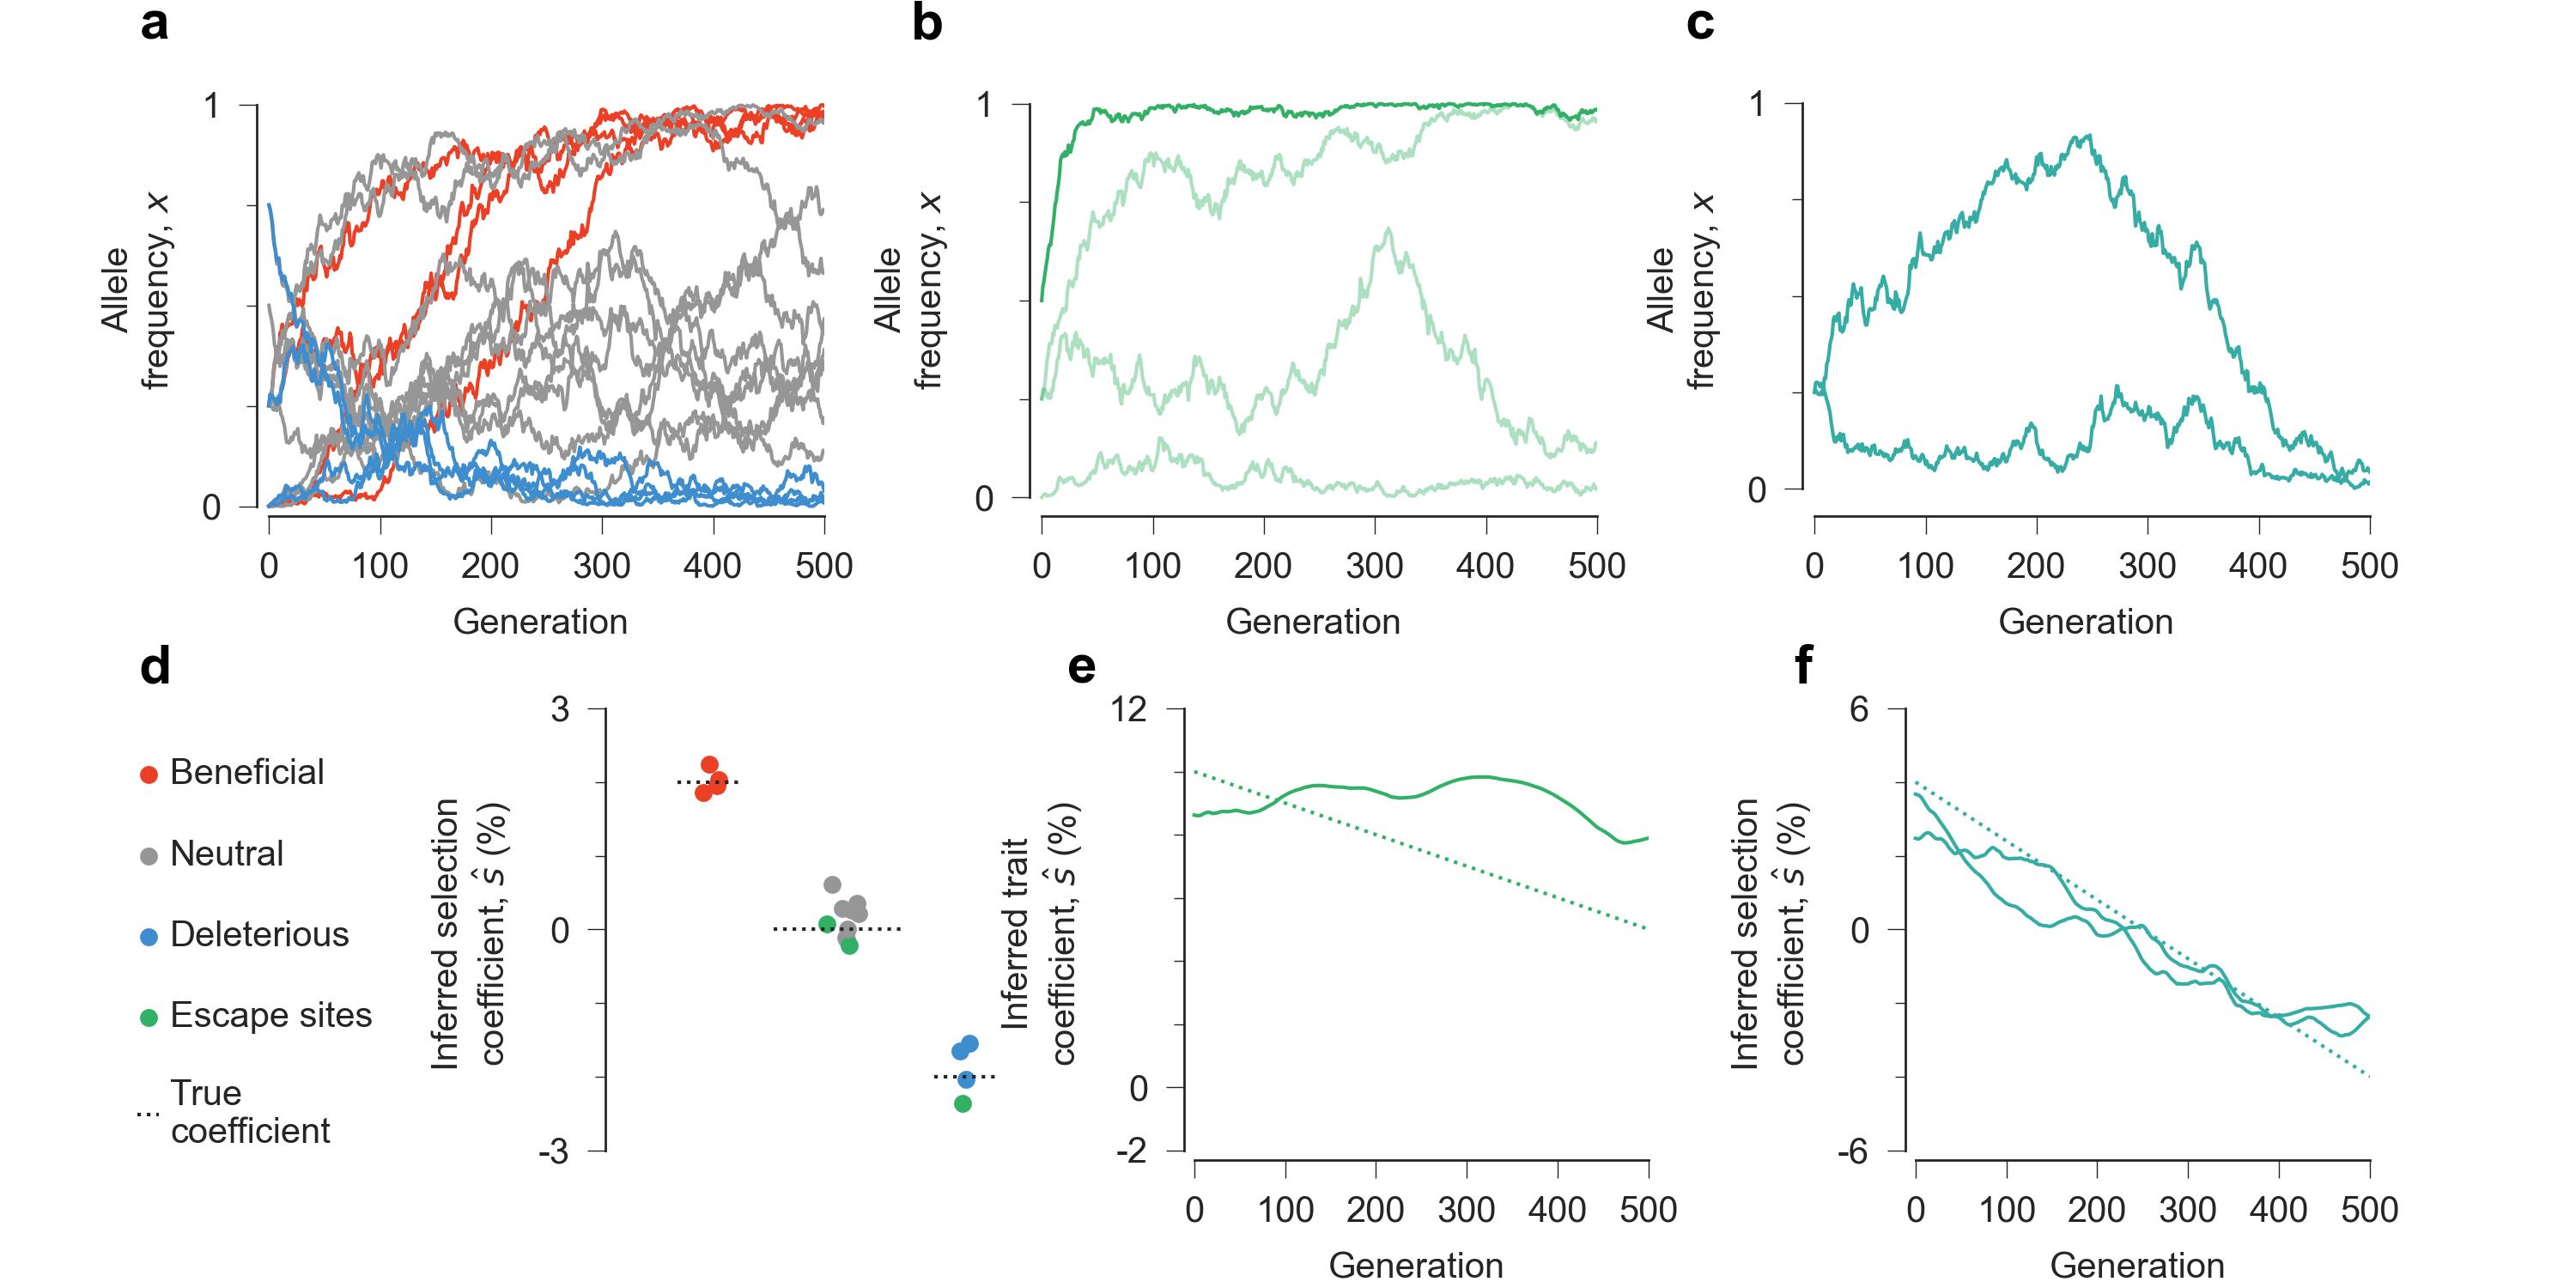 a
1
0
Allele
frequency, x
0 100 200 300 400 500
Generation
b
1
0
Allele
frequency, x
0 100 200 300 400 500
Generation
c
1
0
Allele
frequency, x
0 100 200 300 400 500
Generation
d
Beneficial
Neutral
Deleterious
Escape sites
True
coefficient
3
0
-3
Inferred selection
coefficient, ŝ (%)
e
12
0
-2
Inferred trait
coefficient, ŝ (%)
0 100 200 300 400 500
Generation
f
6
0
-6
Inferred selection
coefficient, ŝ (%)
0 100 200 300 400 500
Generation